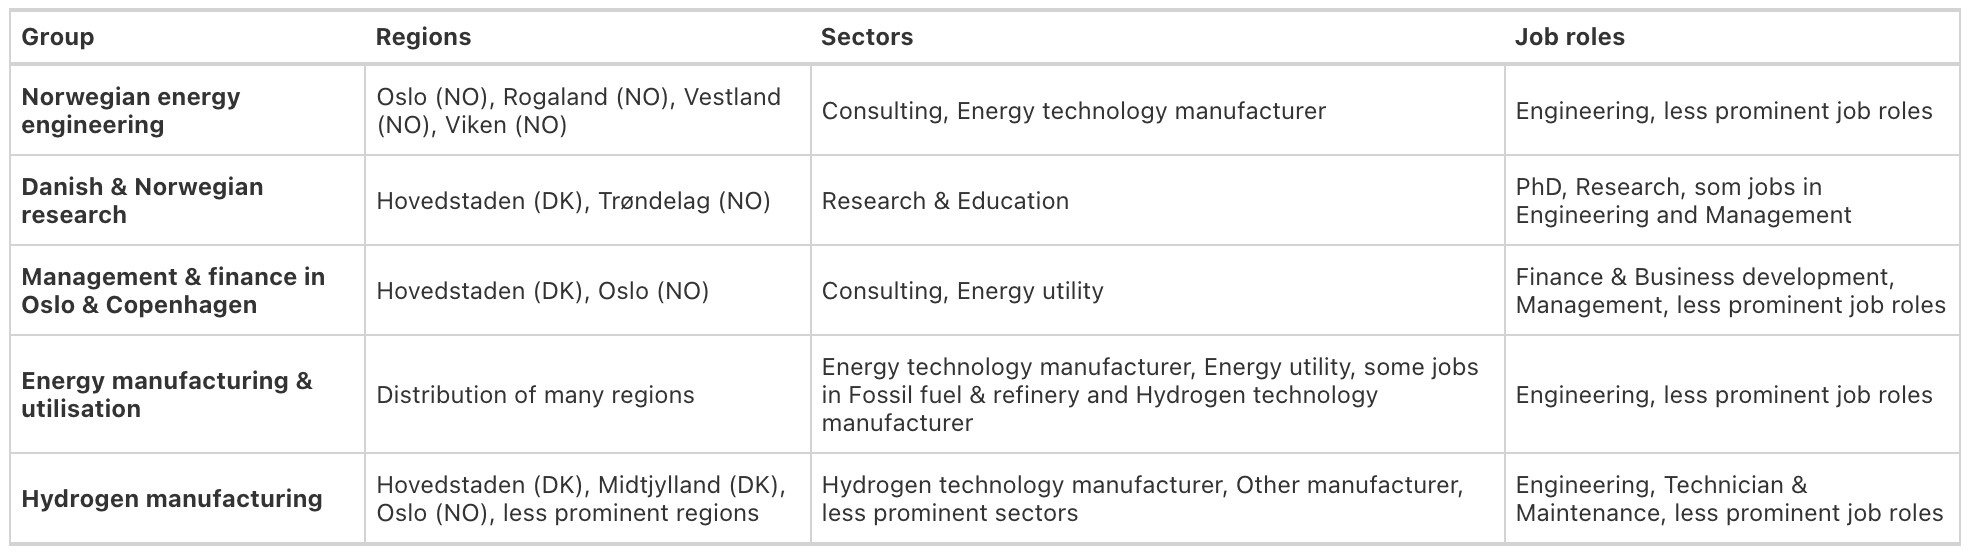 Group Regions Sectors Job roles
Norwegian energy
engineering
Oslo (NO), Rogaland (NO), Vestland
(NO), Viken (NO)
Consulting, Energy technology manufacturer
Engineering, less prominent job roles
Danish & Norwegian
research
Hovedstaden (DK), Trøndelag (NO)
Research & Education
PhD, Research, som jobs in
Engineering and Management
Management & finance in
Oslo & Copenhagen
Hovedstaden (DK), Oslo (NO)
Consulting, Energy utility
Finance & Business development,
Management, less prominent job roles
Energy manufacturing &
utilisation
Distribution of many regions
Energy technology manufacturer, Energy utility, some jobs
in Fossil fuel & refinery and Hydrogen technology
manufacturer
Engineering, less prominent job roles
Hydrogen manufacturing
Hovedstaden (DK), Midtjylland (DK),
Oslo (NO), less prominent regions
Hydrogen technology manufacturer, Other manufacturer,
less prominent sectors
Engineering, Technician &
Maintenance, less prominent job roles